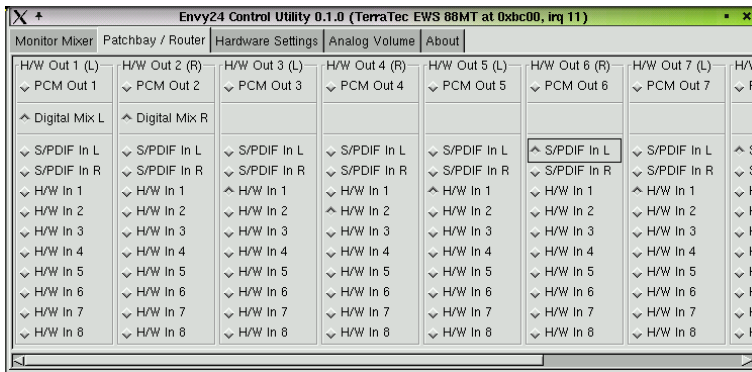 Envy24 Control Utility 0.1.0 (TerraTec EWS 88MT at 0xbc00, irq 11)
Monitor Mixer Patchbay / Router Hardware Settings Analog Volume About
H/W Out 1 (L) H/W Out 2 (R) H/W Out 3 (L) H/W Out 4 (R) H/W Out 5 (L) H/W Out 6 (R) H/W Out 7 (L)
PCM Out 1 PCM Out 2 PCM Out 3 PCM Out 4 PCM Out 5 PCM Out 6 PCM Out 7
Digital Mix L Digital Mix R
S/PDIF In L S/PDIF In L S/PDIF In L S/PDIF In L S/PDIF In L S/PDIF In L S/PDIF In L
S/PDIF In R S/PDIF In R S/PDIF In R S/PDIF In R S/PDIF In R S/PDIF In R S/PDIF In R
H/W In 1 H/W In 1 H/W In 1 H/W In 1 H/W In 1 H/W In 1 H/W In 1
H/W In 2 H/W In 2 H/W In 2 H/W In 2 H/W In 2 H/W In 2 H/W In 2
H/W In 3 H/W In 3 H/W In 3 H/W In 3 H/W In 3 H/W In 3 H/W In 3
H/W In 4 H/W In 4 H/W In 4 H/W In 4 H/W In 4 H/W In 4 H/W In 4
H/W In 5 H/W In 5 H/W In 5 H/W In 5 H/W In 5 H/W In 5 H/W In 5
H/W In 6 H/W In 6 H/W In 6 H/W In 6 H/W In 6 H/W In 6 H/W In 6
H/W In 7 H/W In 7 H/W In 7 H/W In 7 H/W In 7 H/W In 7 H/W In 7
H/W In 8 H/W In 8 H/W In 8 H/W In 8 H/W In 8 H/W In 8 H/W In 8